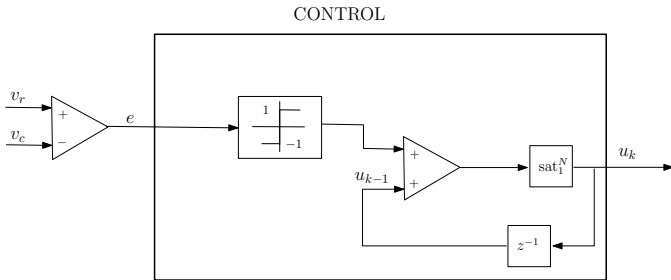 CONTROL
v_r
+
v_c
−
e
1
−1
+
u_{k−1}
+
sat_1^N
u_k
z^{−1}